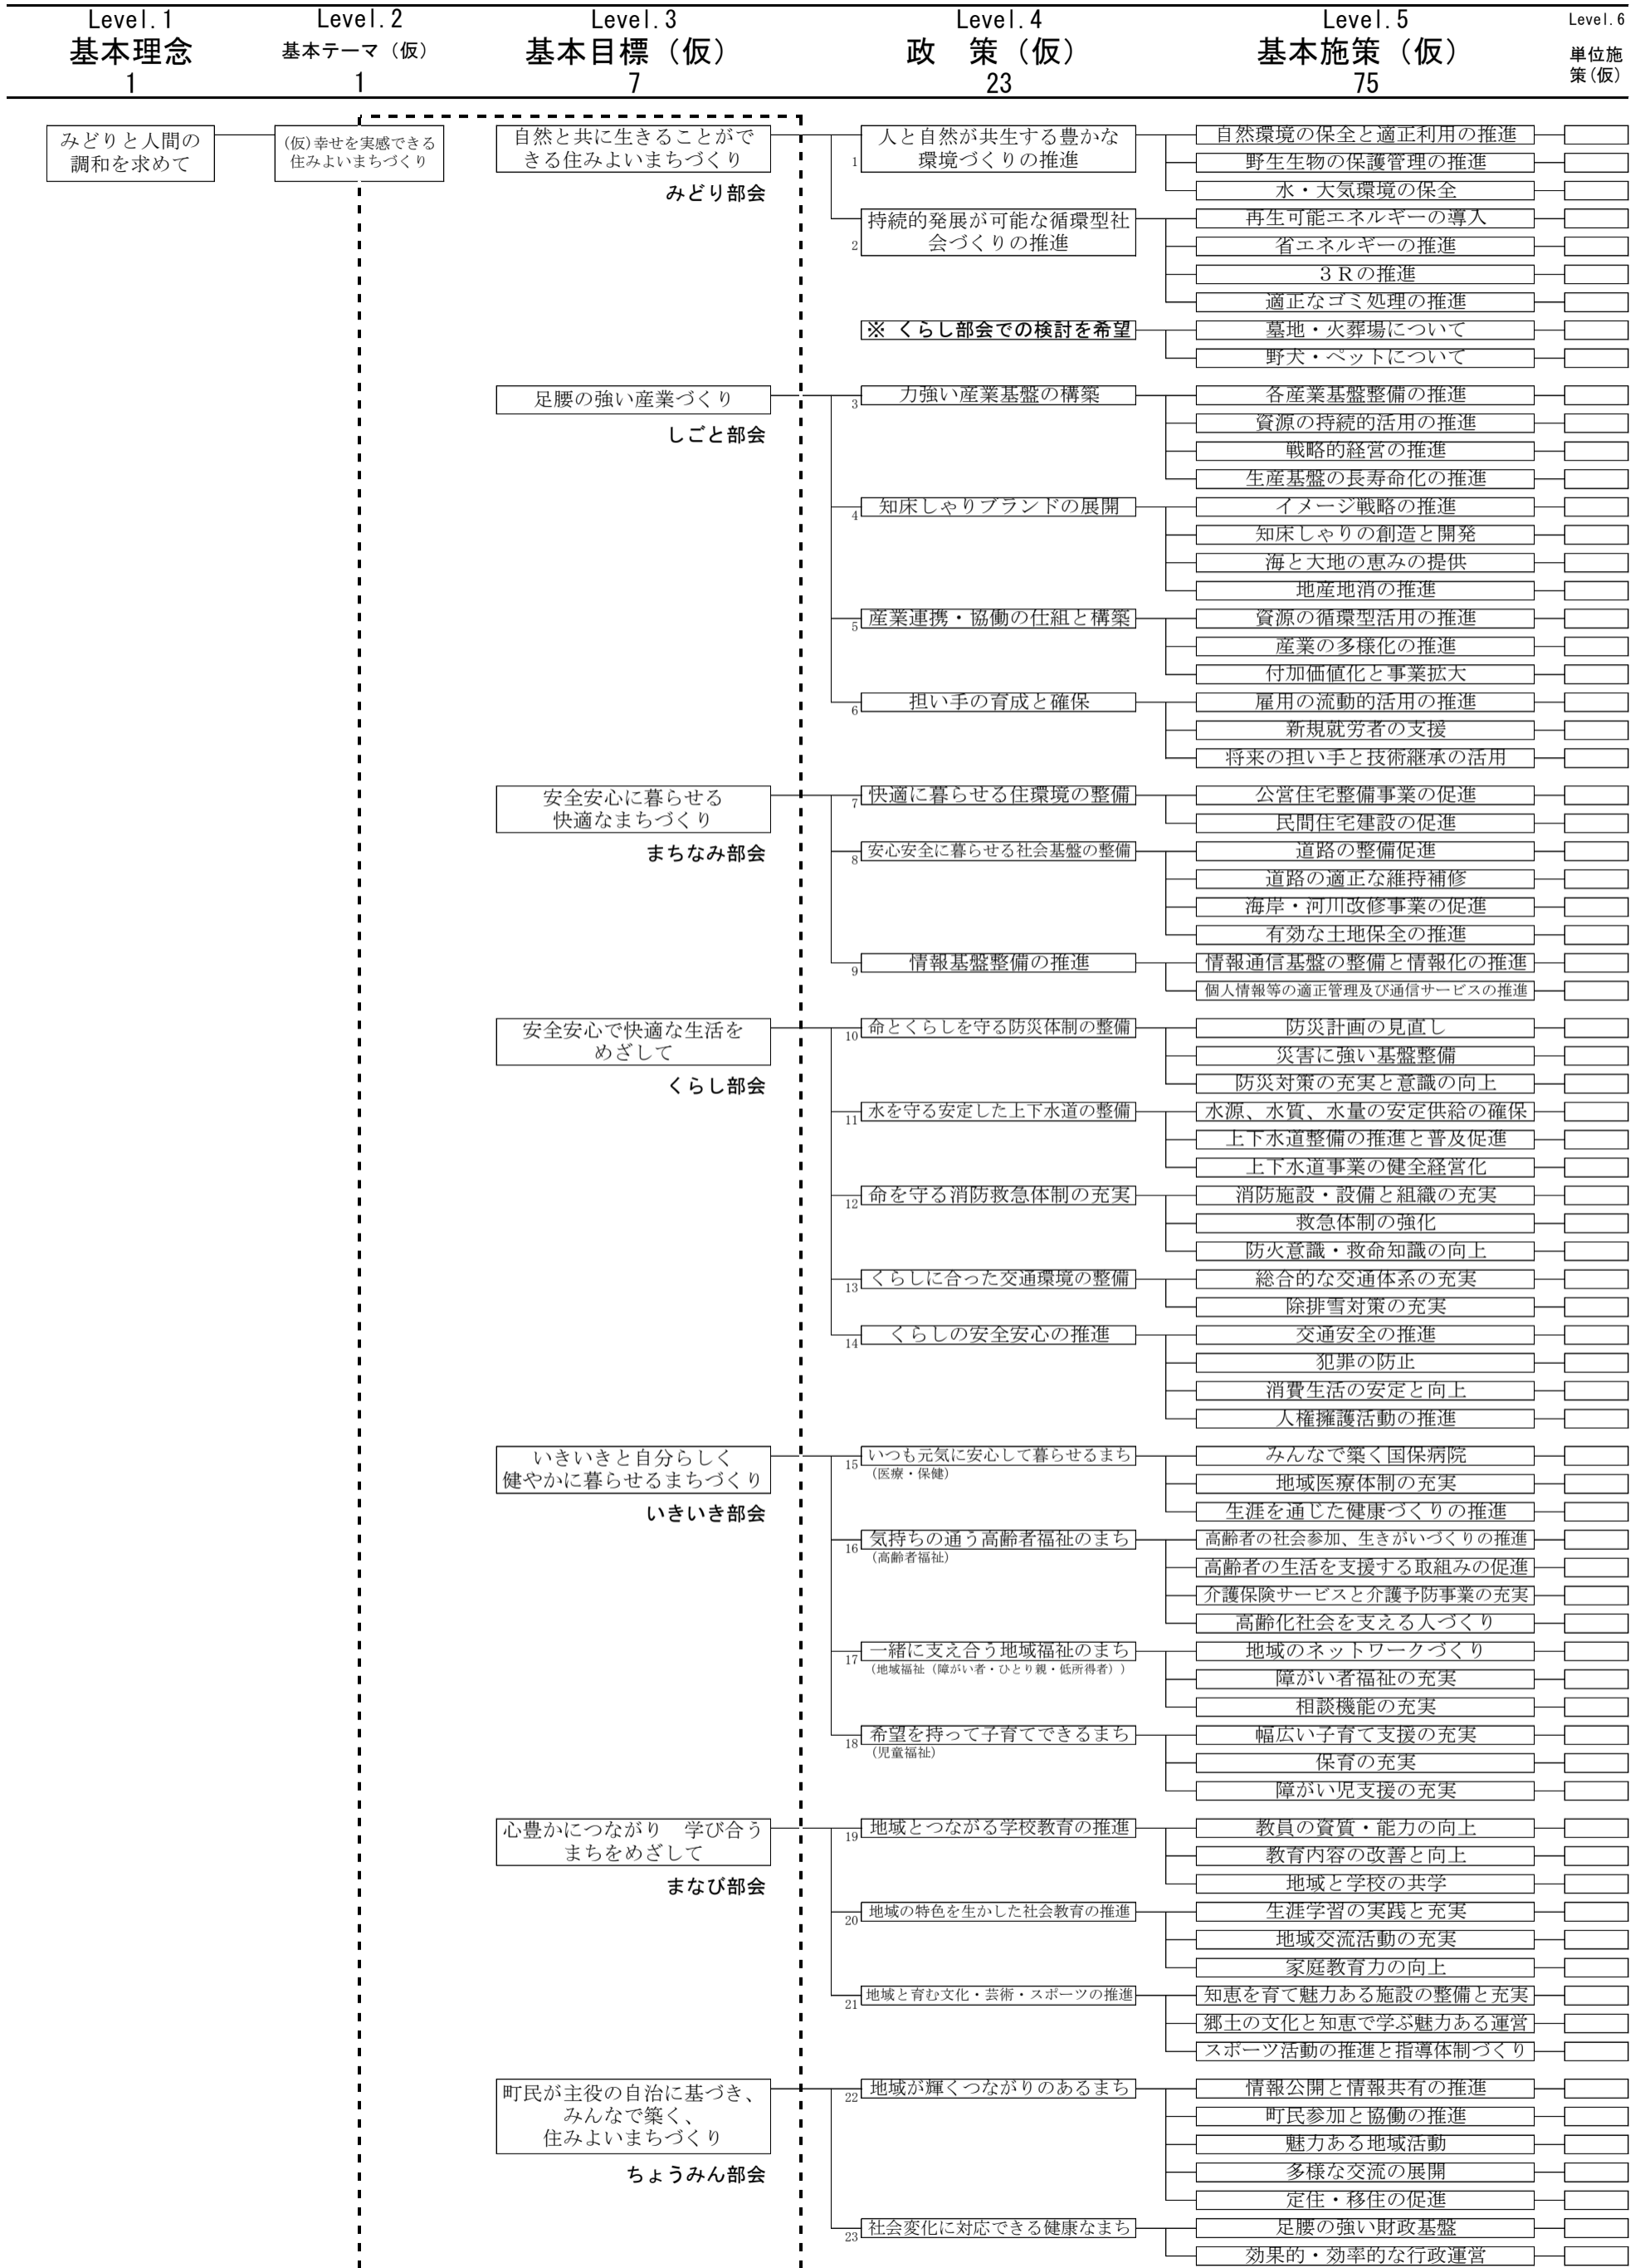 Level.1
基本理念
1
Level.2
基本テーマ（仮）
1
Level.3
基本目標（仮）
7
Level.4
政　策（仮）
23
Level.5
基本施策（仮）
75
Level.6
単位施
策(仮)
みどりと人間の
調和を求めて
(仮)幸せを実感できる
住みよいまちづくり
自然と共に生きることがで
きる住みよいまちづくり
みどり部会
1
人と自然が共生する豊かな
環境づくりの推進
自然環境の保全と適正利用の推進
野生生物の保護管理の推進
水・大気環境の保全
2
持続的発展が可能な循環型社
会づくりの推進
再生可能エネルギーの導入
省エネルギーの推進
３Ｒの推進
適正なゴミ処理の推進
※ くらし部会での検討を希望
墓地・火葬場について
野犬・ペットについて
足腰の強い産業づくり
しごと部会
3
力強い産業基盤の構築
各産業基盤整備の推進
資源の持続的活用の推進
戦略的経営の推進
生産基盤の長寿命化の推進
4
知床しゃりブランドの展開
イメージ戦略の推進
知床しゃりの創造と開発
海と大地の恵みの提供
地産地消の推進
5
産業連携・協働の仕組と構築
資源の循環型活用の推進
産業の多様化の推進
付加価値化と事業拡大
6
担い手の育成と確保
雇用の流動的活用の推進
新規就労者の支援
将来の担い手と技術継承の活用
安全安心に暮らせる
快適なまちづくり
まちなみ部会
7
快適に暮らせる住環境の整備
公営住宅整備事業の促進
民間住宅建設の促進
8
安心安全に暮らせる社会基盤の整備
道路の整備促進
道路の適正な維持補修
海岸・河川改修事業の促進
有効な土地保全の推進
9
情報基盤整備の推進
情報通信基盤の整備と情報化の推進
個人情報等の適正管理及び通信サービスの推進
安全安心で快適な生活を
めざして
くらし部会
10
命とくらしを守る防災体制の整備
防災計画の見直し
災害に強い基盤整備
防災対策の充実と意識の向上
11
水を守る安定した上下水道の整備
水源、水質、水量の安定供給の確保
上下水道整備の推進と普及促進
上下水道事業の健全経営化
12
命を守る消防救急体制の充実
消防施設・設備と組織の充実
救急体制の強化
防火意識・救命知識の向上
13
くらしに合った交通環境の整備
総合的な交通体系の充実
除排雪対策の充実
14
くらしの安全安心の推進
交通安全の推進
犯罪の防止
消費生活の安定と向上
人権擁護活動の推進
いきいきと自分らしく
健やかに暮らせるまちづくり
いきいき部会
15
いつも元気に安心して暮らせるまち
（医療・保健）
みんなで築く国保病院
地域医療体制の充実
生涯を通じた健康づくりの推進
16
気持ちの通う高齢者福祉のまち
（高齢者福祉）
高齢者の社会参加、生きがいづくりの推進
高齢者の生活を支援する取組みの促進
介護保険サービスと介護予防事業の充実
高齢化社会を支える人づくり
17
一緒に支え合う地域福祉のまち
（地域福祉（障がい者・ひとり親・低所得者））
地域のネットワークづくり
障がい者福祉の充実
相談機能の充実
18
希望を持って子育てできるまち
（児童福祉）
幅広い子育て支援の充実
保育の充実
障がい児支援の充実
心豊かにつながり　学び合う
まちをめざして
まなび部会
19
地域とつながる学校教育の推進
教員の資質・能力の向上
教育内容の改善と向上
地域と学校の共学
20
地域の特色を生かした社会教育の推進
生涯学習の実践と充実
地域交流活動の充実
家庭教育力の向上
21
地域と育む文化・芸術・スポーツの推進
知恵を育て魅力ある施設の整備と充実
郷土の文化と知恵で学ぶ魅力ある運営
スポーツ活動の推進と指導体制づくり
町民が主役の自治に基づき、
みんなで築く、
住みよいまちづくり
ちょうみん部会
22
地域が輝くつながりのあるまち
情報公開と情報共有の推進
町民参加と協働の推進
魅力ある地域活動
多様な交流の展開
定住・移住の促進
23
社会変化に対応できる健康なまち
足腰の強い財政基盤
効果的・効率的な行政運営